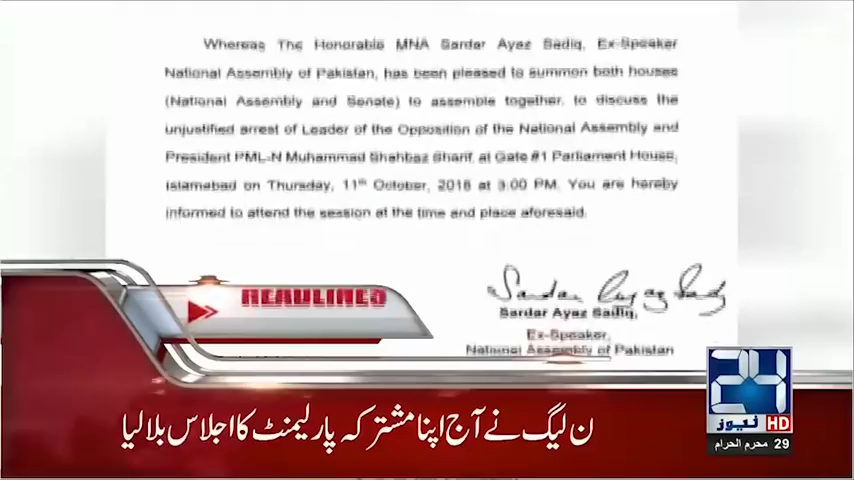 Whereas The Honorable MNA Sardar Ayaz Sadiq, Ex-Speaker
National Assembly of Pakistan, has been pleased to summon both houses
(National Assembly and Senate) to assemble together, to discuss the
unjustified arrest of Leader of the Opposition of the National Assembly and
President PML-N Muhammad Shahbaz Sharif, at Gate #1 Parliament House,
Islamabad on Thursday, 11th October, 2018 at 3:00 PM. You are hereby
informed to attend the session at the time and place aforesaid.
Sardar Ayaz Sadiq
Sardar Ayaz Sadiq,
Ex-Speaker,
National Assembly of Pakistan
HEADLINES
ن لیگ نے آج اپنا مشترکہ پارلیمنٹ کا اجلاس بلا لیا
24
نیوز HD
29 محرم الحرام